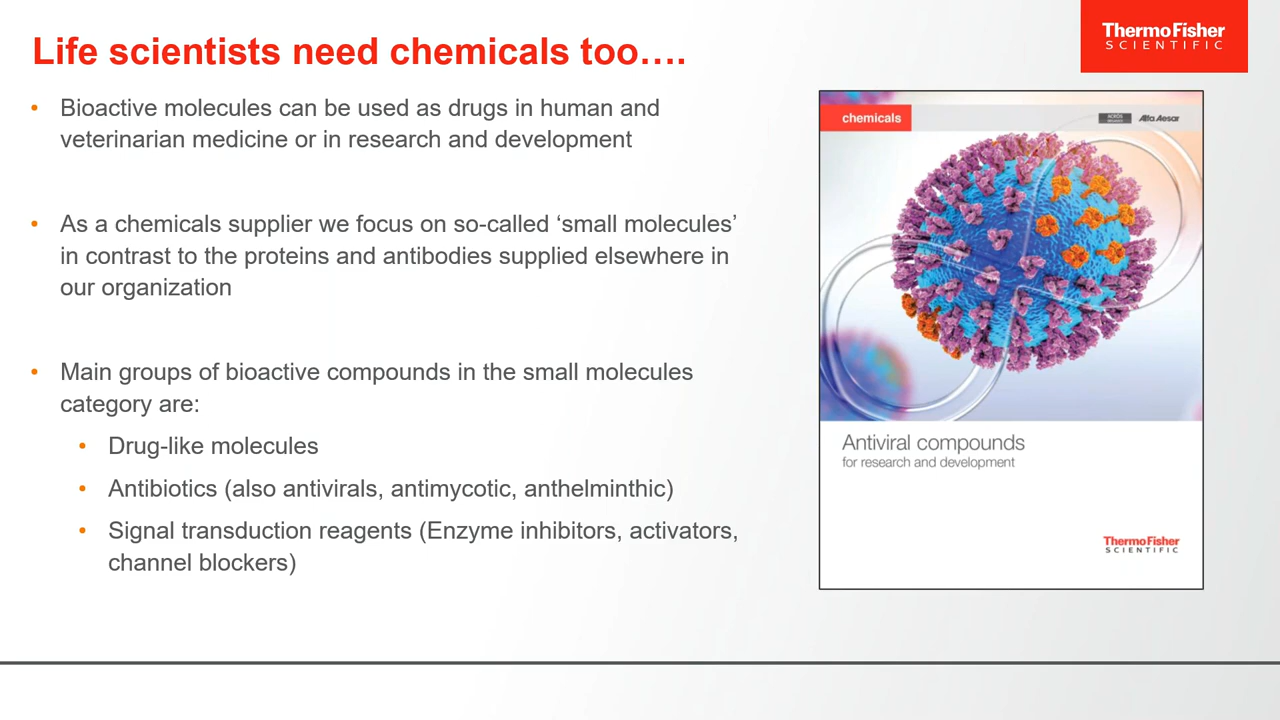 Life scientists need chemicals too….
ThermoFisher
SCIENTIFIC
• Bioactive molecules can be used as drugs in human and
veterinarian medicine or in research and development
• As a chemicals supplier we focus on so-called ‘small molecules’
in contrast to the proteins and antibodies supplied elsewhere in
our organization
• Main groups of bioactive compounds in the small molecules
category are:
• Drug-like molecules
• Antibiotics (also antivirals, antimycotic, anthelminthic)
• Signal transduction reagents (Enzyme inhibitors, activators,
channel blockers)
chemicals
Alfa Aesar
Antiviral compounds
for research and development
ThermoFisher
SCIENTIFIC